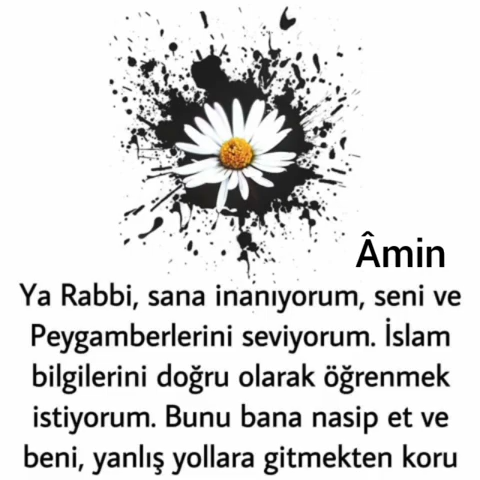 Âmin
Ya Rabbi, sana inanıyorum, seni ve
Peygamberlerini seviyorum. İslam
bilgilerini doğru olarak öğrenmek
istiyorum. Bunu bana nasip et ve
beni, yanlış yollara gitmekten koru